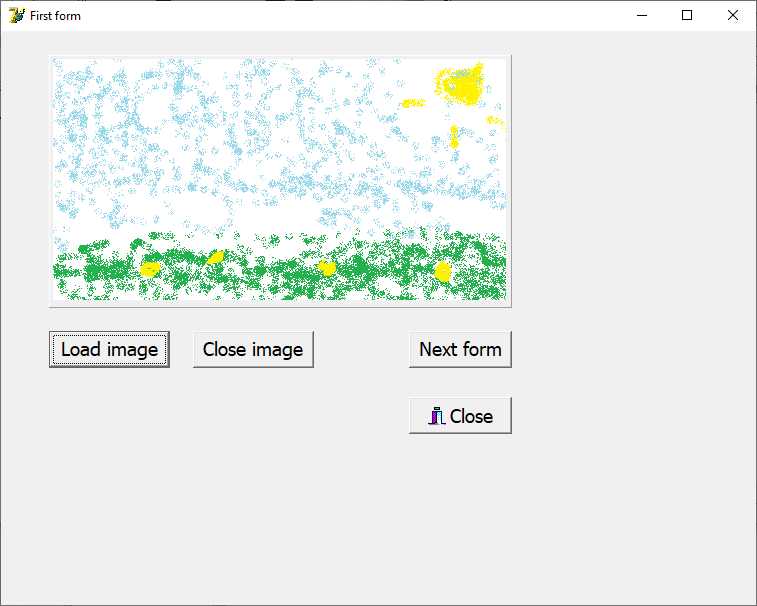 First form
Load image
Close image
Next form
Close